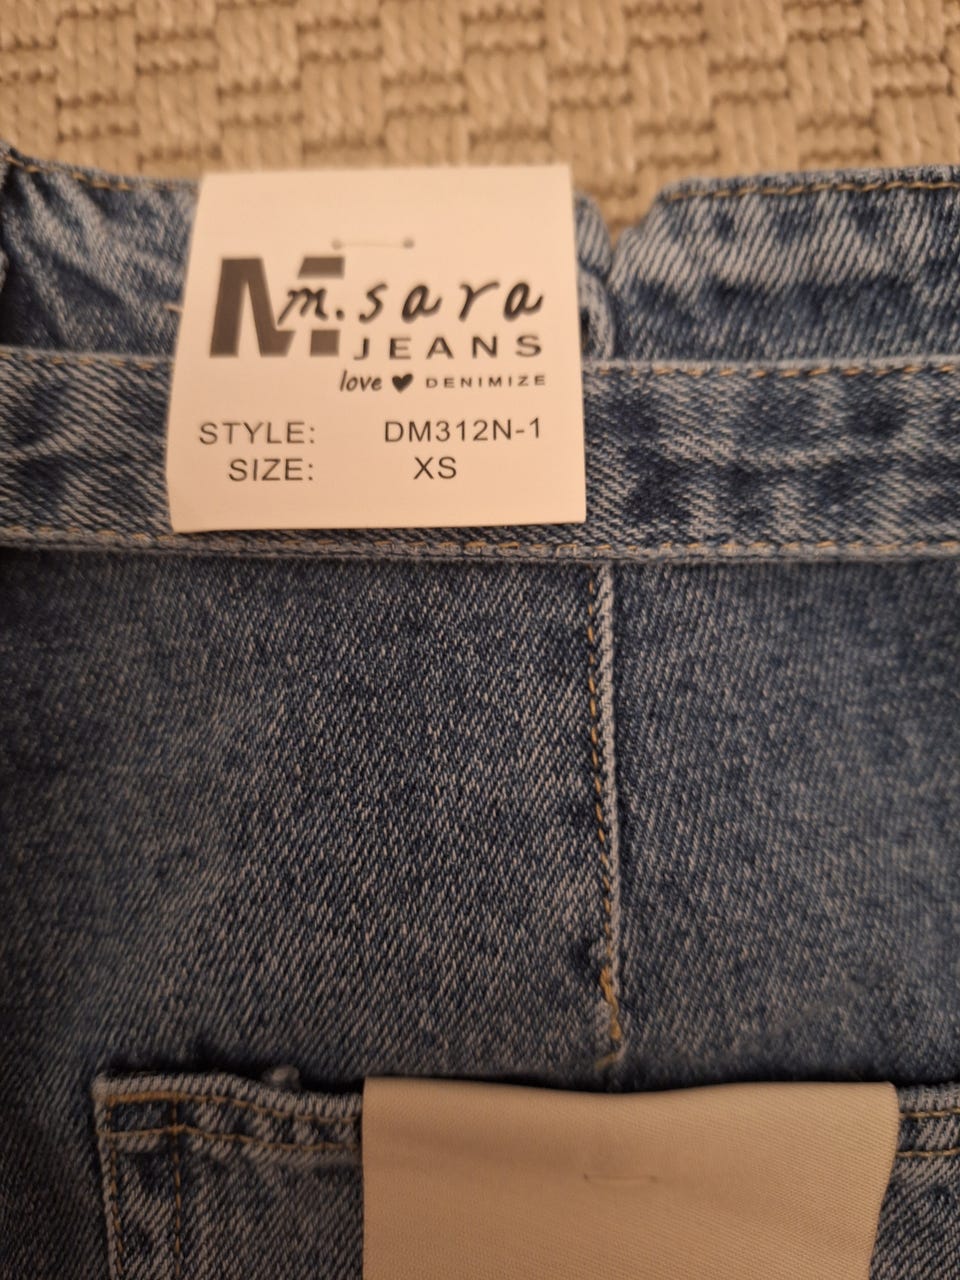 M m.sara
JEANS
love ♥ DENIMIZE
STYLE: DM312N-1
SIZE: XS